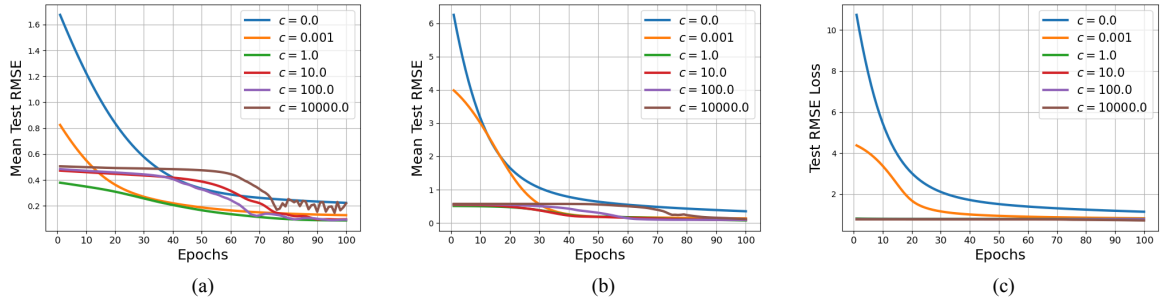 Mean Test RMSE
1.6
1.4
1.2
1.0
0.8
0.6
0.4
0.2
c = 0.0
c = 0.001
c = 1.0
c = 10.0
c = 100.0
c = 10000.0
0 10 20 30 40 50 60 70 80 90 100
Epochs
(a)
Mean Test RMSE
6
5
4
3
2
1
0
c = 0.0
c = 0.001
c = 1.0
c = 10.0
c = 100.0
c = 10000.0
0 10 20 30 40 50 60 70 80 90 100
Epochs
(b)
Test RMSE Loss
10
8
6
4
2
c = 0.0
c = 0.001
c = 1.0
c = 10.0
c = 100.0
c = 10000.0
0 10 20 30 40 50 60 70 80 90 100
Epochs
(c)